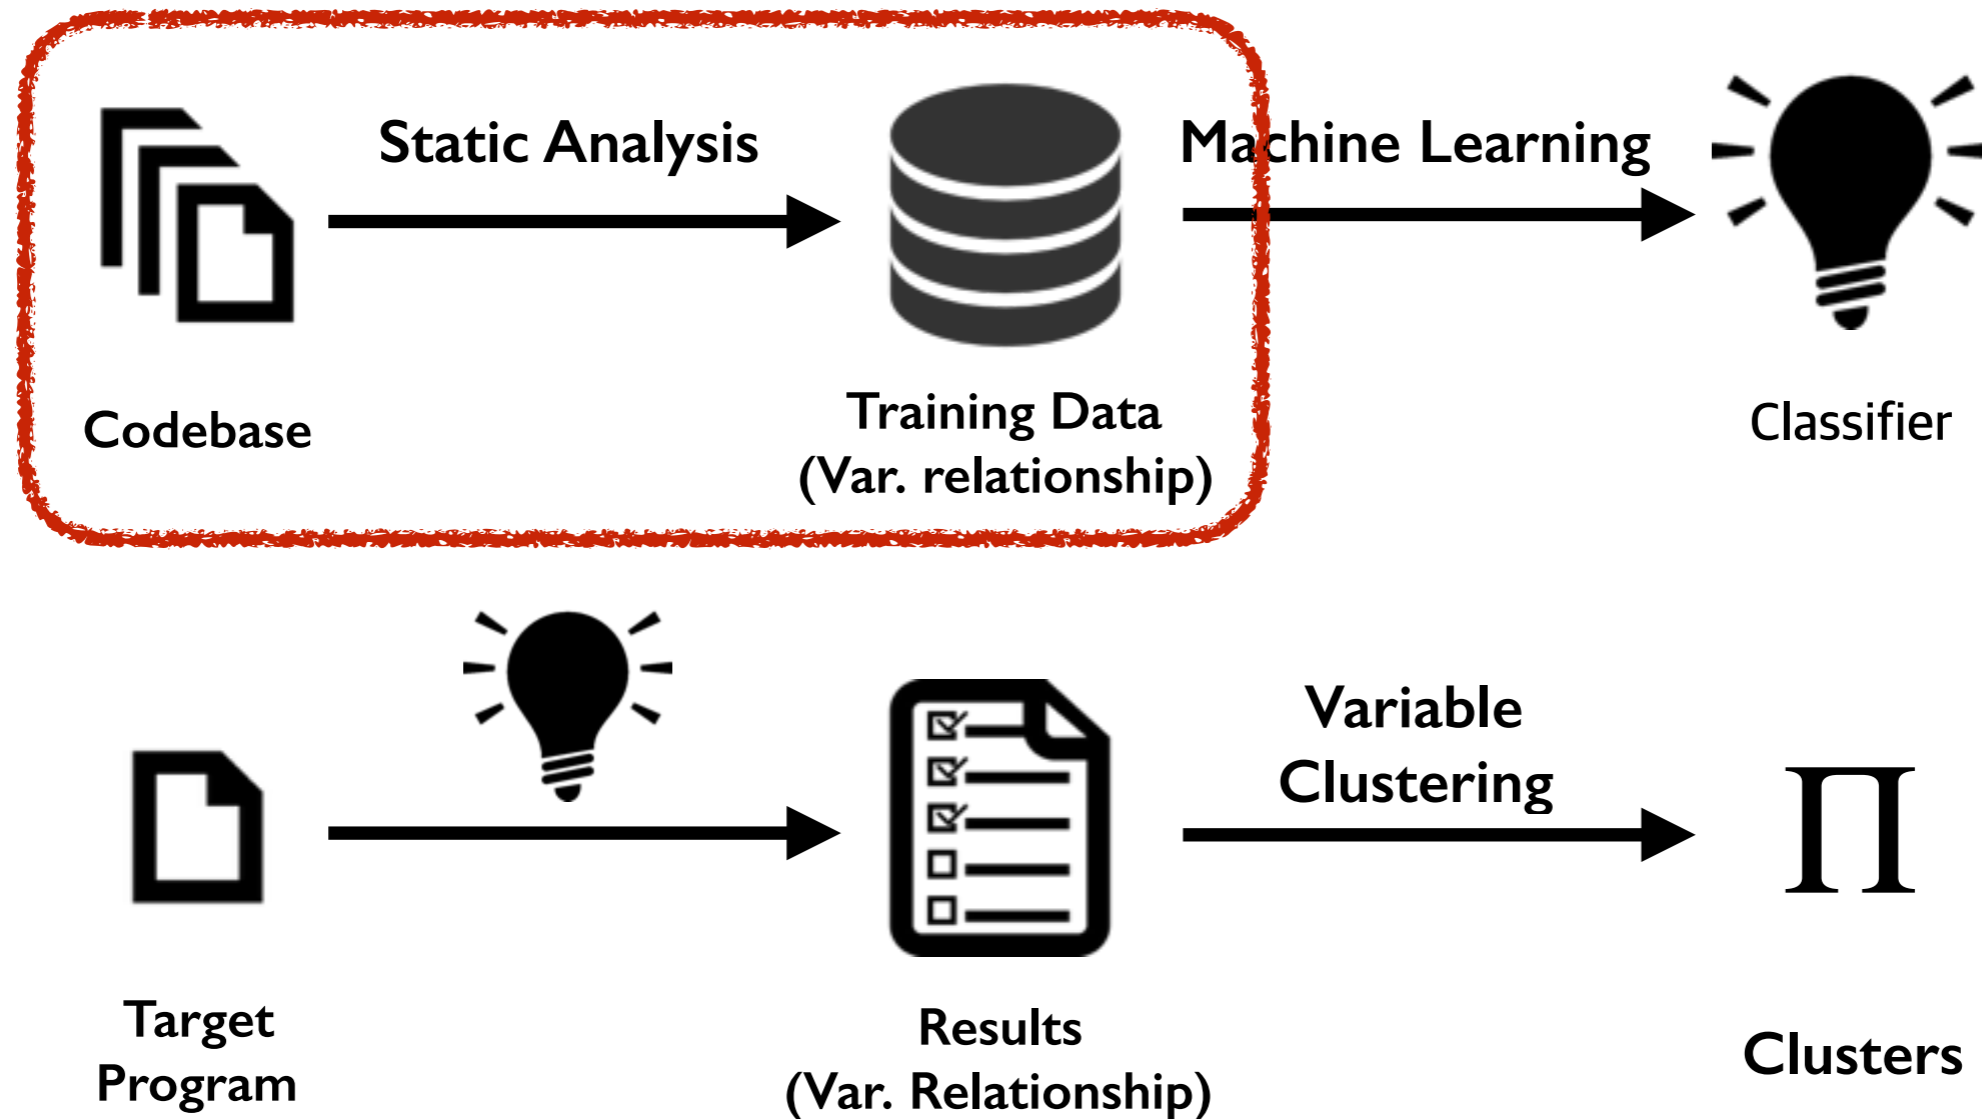 Static Analysis
Machine Learning
Codebase
Training Data
(Var. relationship)
Classifier
Variable
Clustering
Π
Target
Program
Results
(Var. Relationship)
Clusters